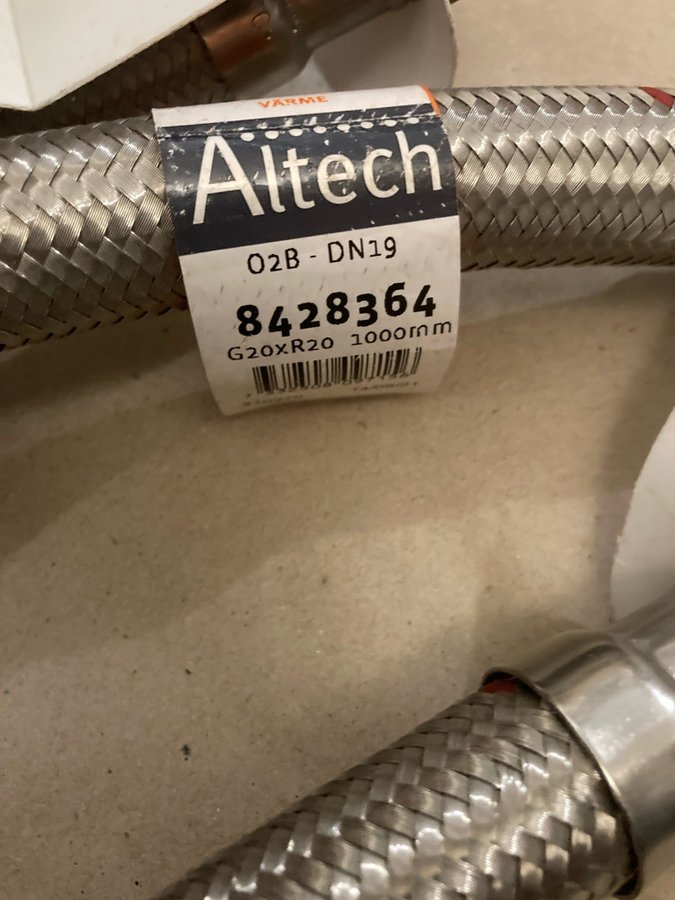 VÄRME
Altech
O2B - DN19
8428364
G20xR20 1000mm